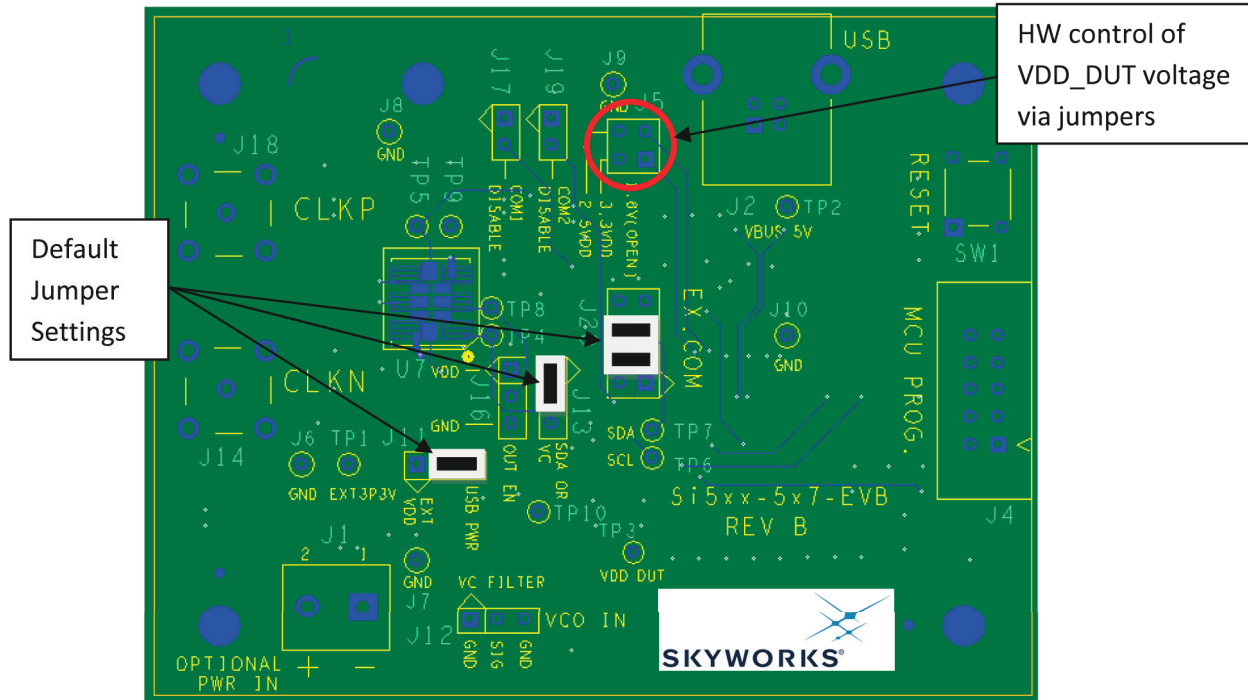 HW control of
VDD_DUT voltage
via jumpers
Default
Jumper
Settings
USB
J9
GND
J5
J17
J19
J8
GND
J18
CLKP
TP5
TP9
COM1
DISABLE
COM2
DISABLE
2.5VDD
3.3VDD
RESET
SW1
J2
TP2
VBUS 5V
J10
GND
EX.COM
MCU PROG.
J4
TP8
TP4
U7
VDD
J16
GND
OUT EN
J13
SDA OR
VC
SDA
TP7
SCL
TP6
CLKN
J14
J6
GND
TP1
EXT3P3V
J11
EXT
VDD
USB PWR
TP10
TP3
VDD DUT
Si5xx-5x7-EVB
REV B
J1
2 1
GND
J7
VC FILTER
J12
VCO IN
GND
SIG
GND
OPTIONAL
PWR IN
+ −
SKYWORKS®